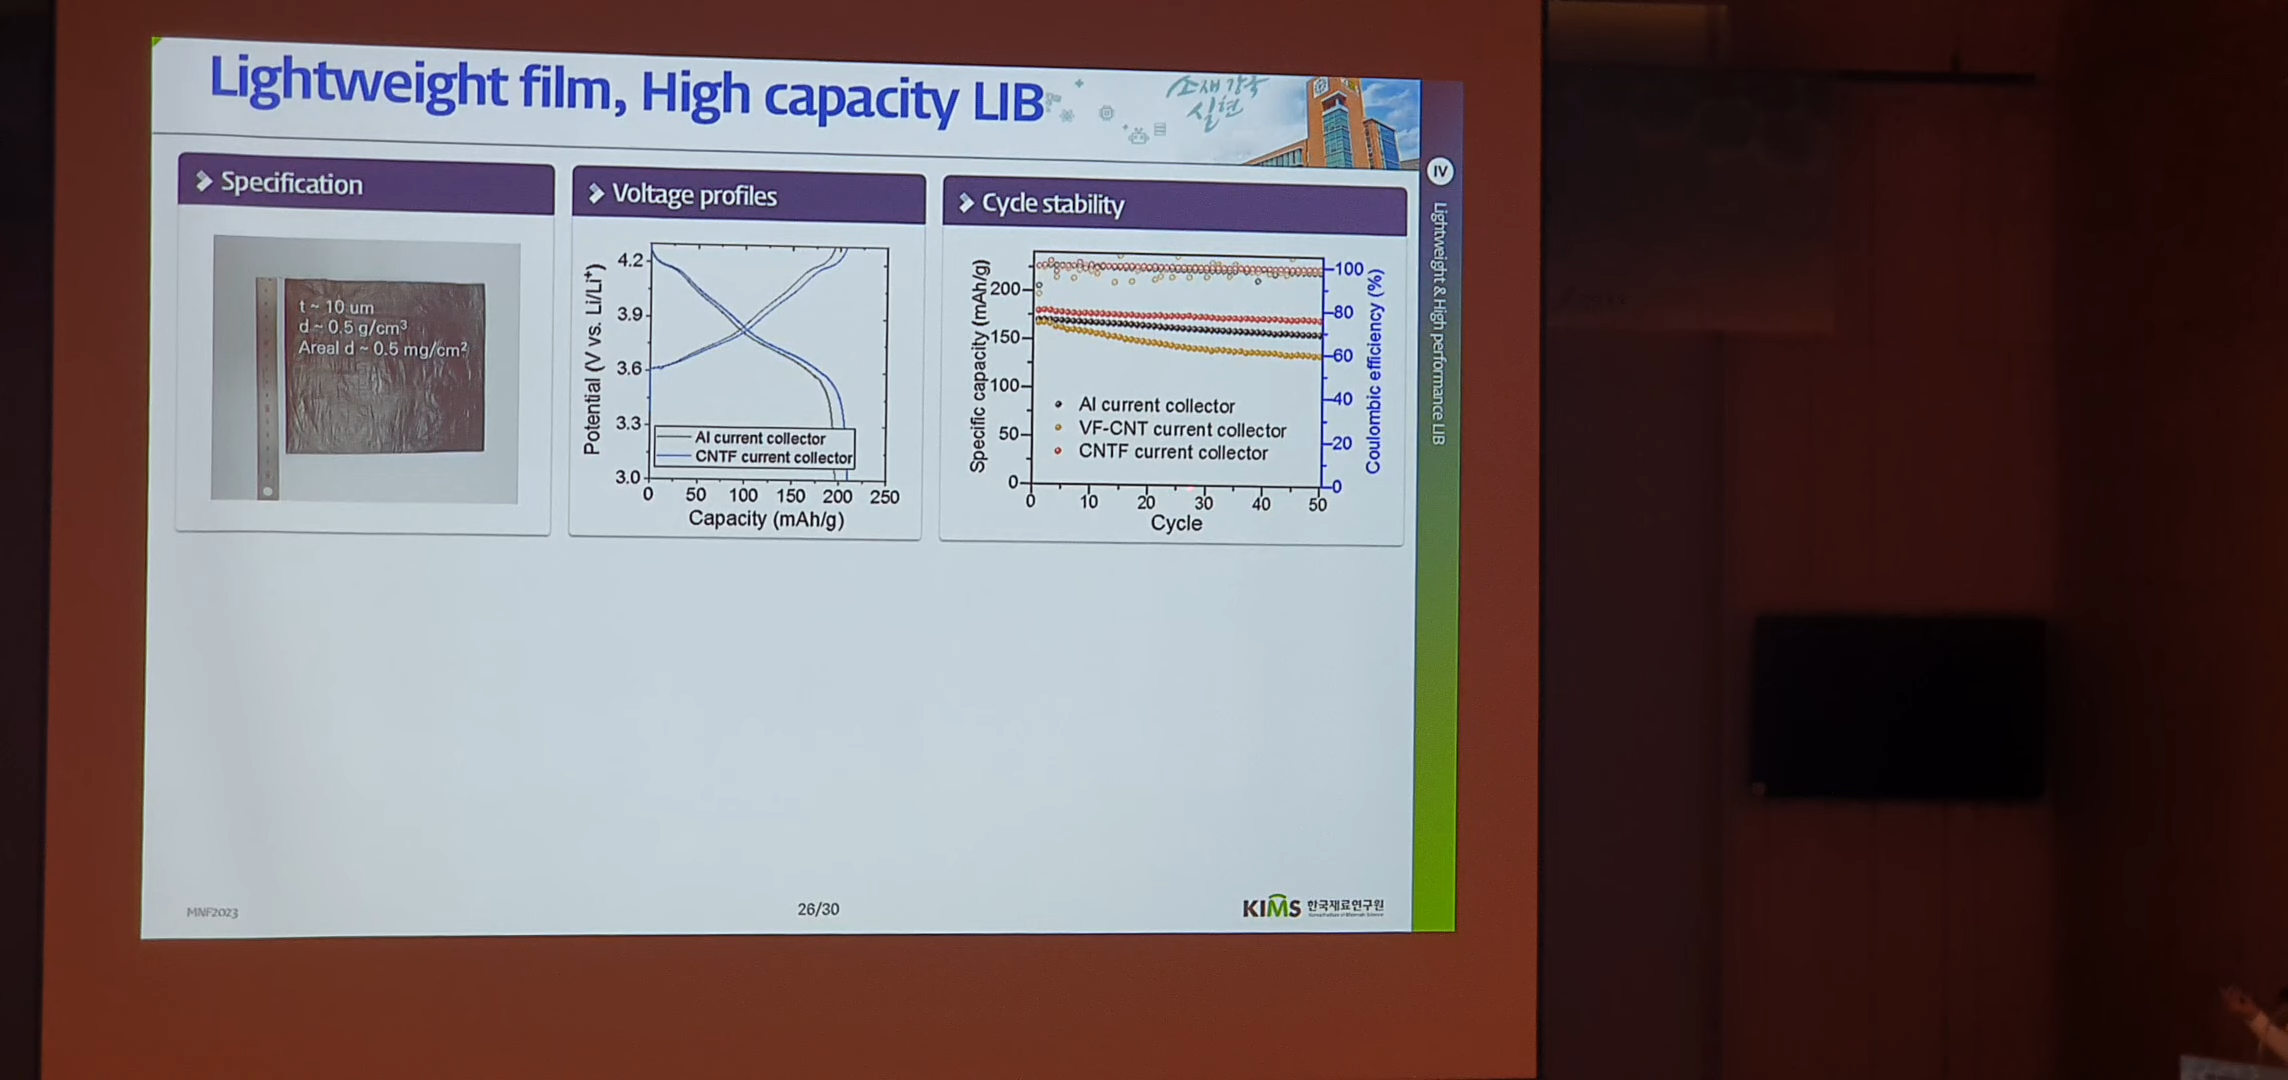 Lightweight film, High capacity LIB
소재강국
실현
IV
Lightweight & High performance LIB
Specification
t ~ 10 um
d ~ 0.5 g/cm³
Areal d ~ 0.5 mg/cm²
Voltage profiles
Potential (V vs. Li/Li⁺)
4.2
3.9
3.6
3.3
3.0
Al current collector
CNTF current collector
0 50 100 150 200 250
Capacity (mAh/g)
Cycle stability
Specific capacity (mAh/g)
200
150
100
50
0
Al current collector
VF-CNT current collector
CNTF current collector
0 10 20 30 40 50
Cycle
100
80
60
40
20
0
Coulombic efficiency (%)
MNF2023
26/30
KIMS 한국재료연구원